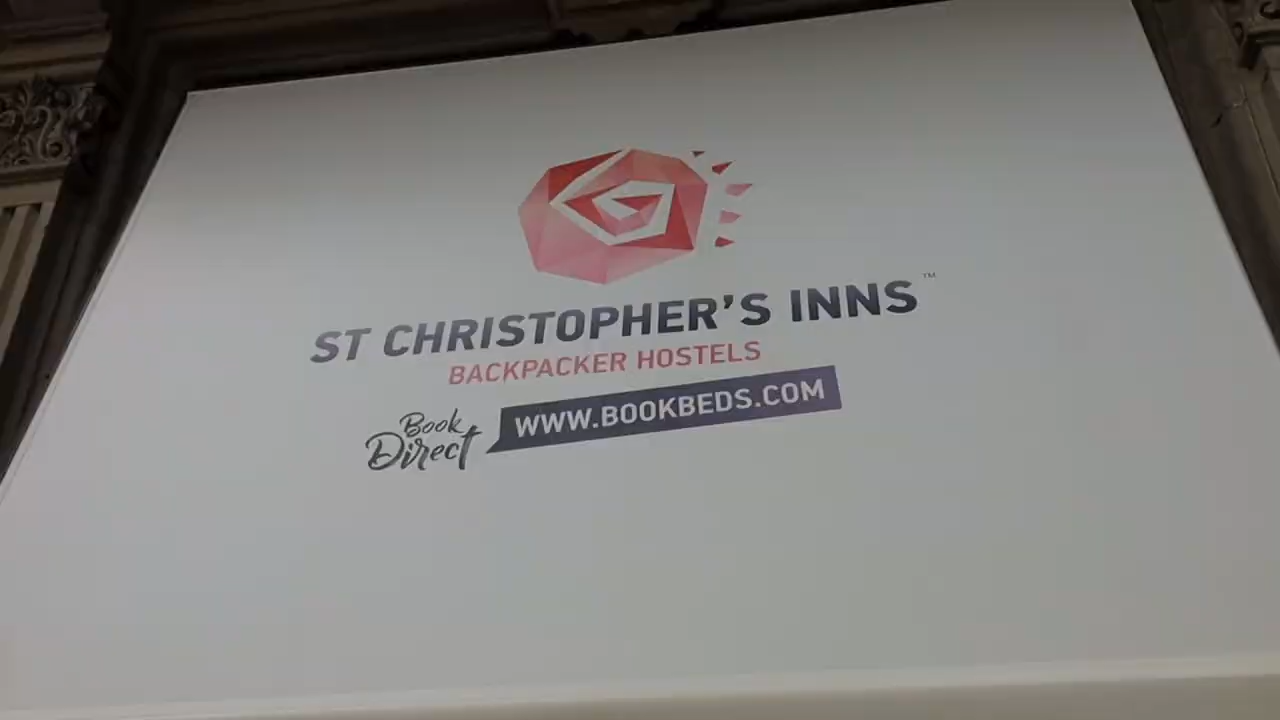 ST CHRISTOPHER'S INNS™
BACKPACKER HOSTELS
Book Direct
WWW.BOOKBEDS.COM